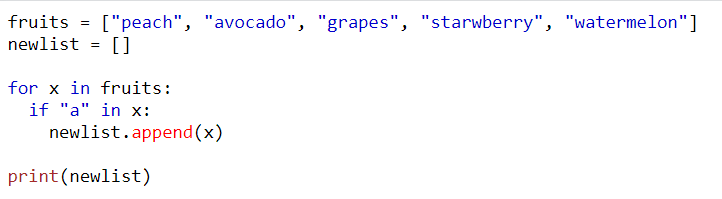 fruits = ["peach", "avocado", "grapes", "starwberry", "watermelon"]
newlist = []

for x in fruits:
  if "a" in x:
    newlist.append(x)

print(newlist)